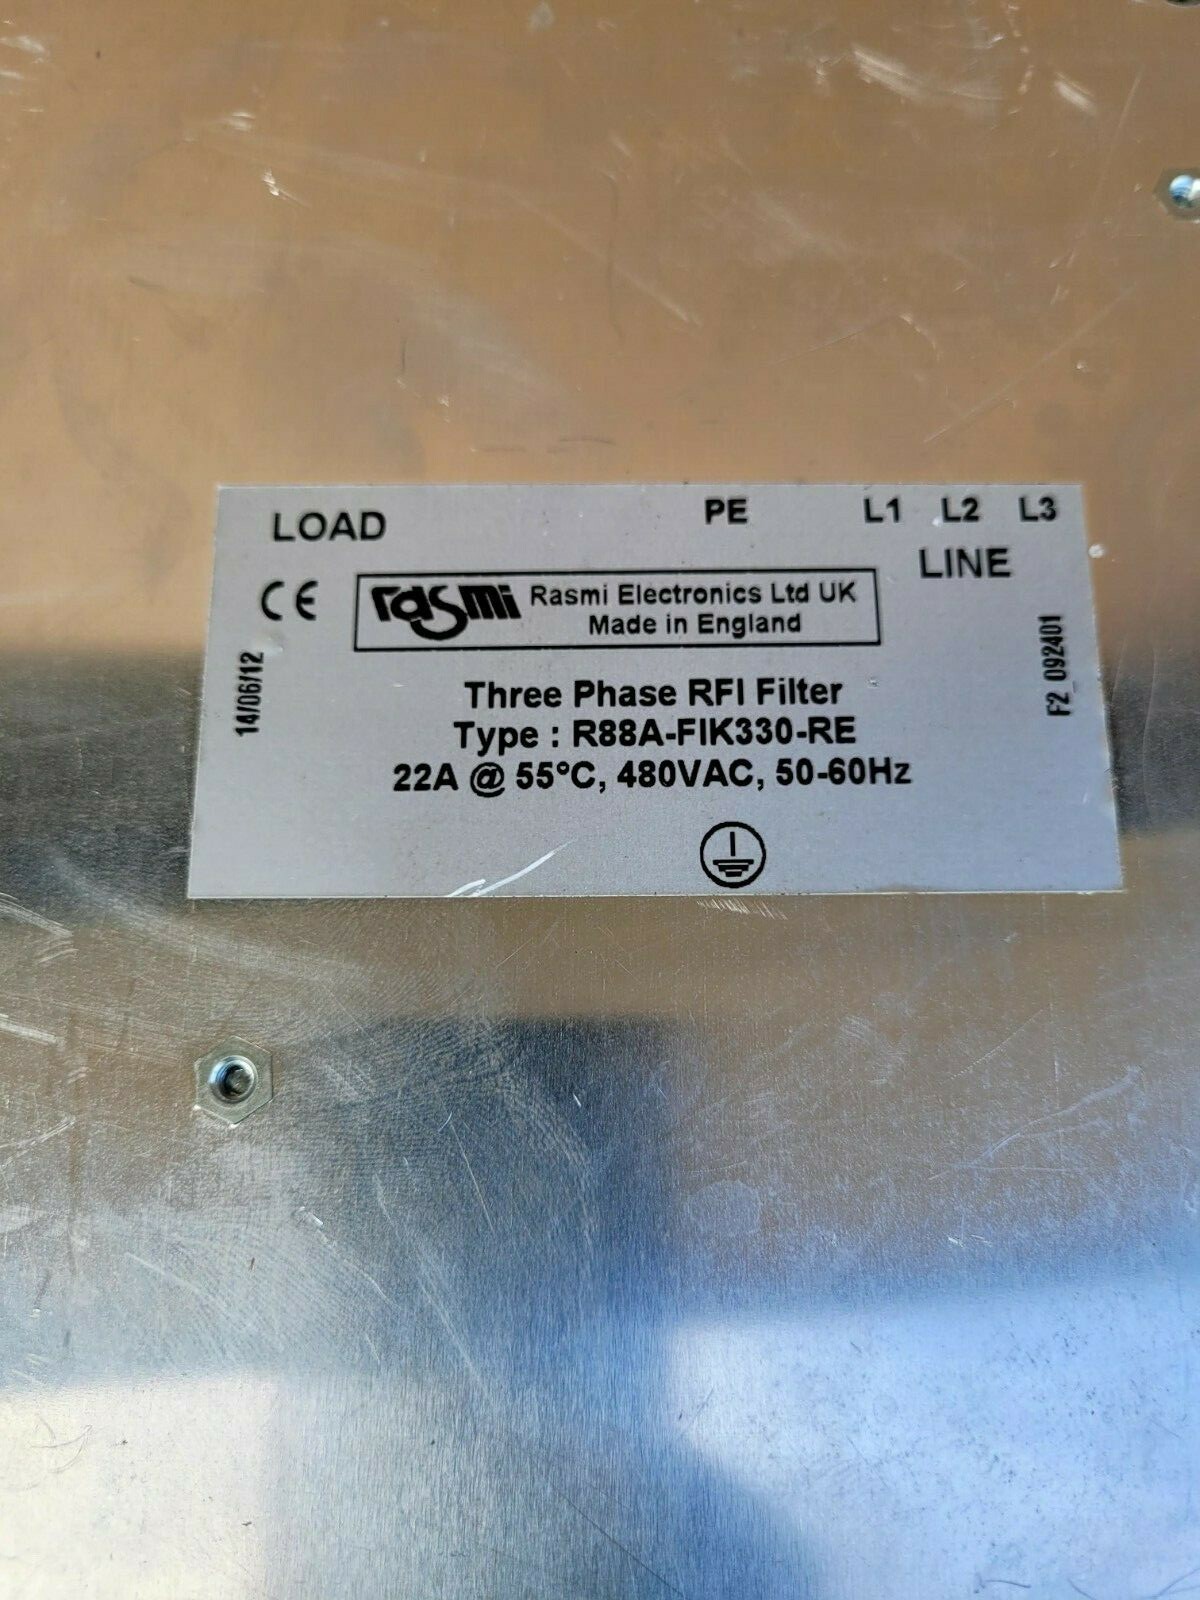 LOAD PE L1 L2 L3
LINE
CE
rasmi Rasmi Electronics Ltd UK
Made in England
14/06/12
F2_092401
Three Phase RFI Filter
Type : R88A-FIK330-RE
22A @ 55°C, 480VAC, 50-60Hz